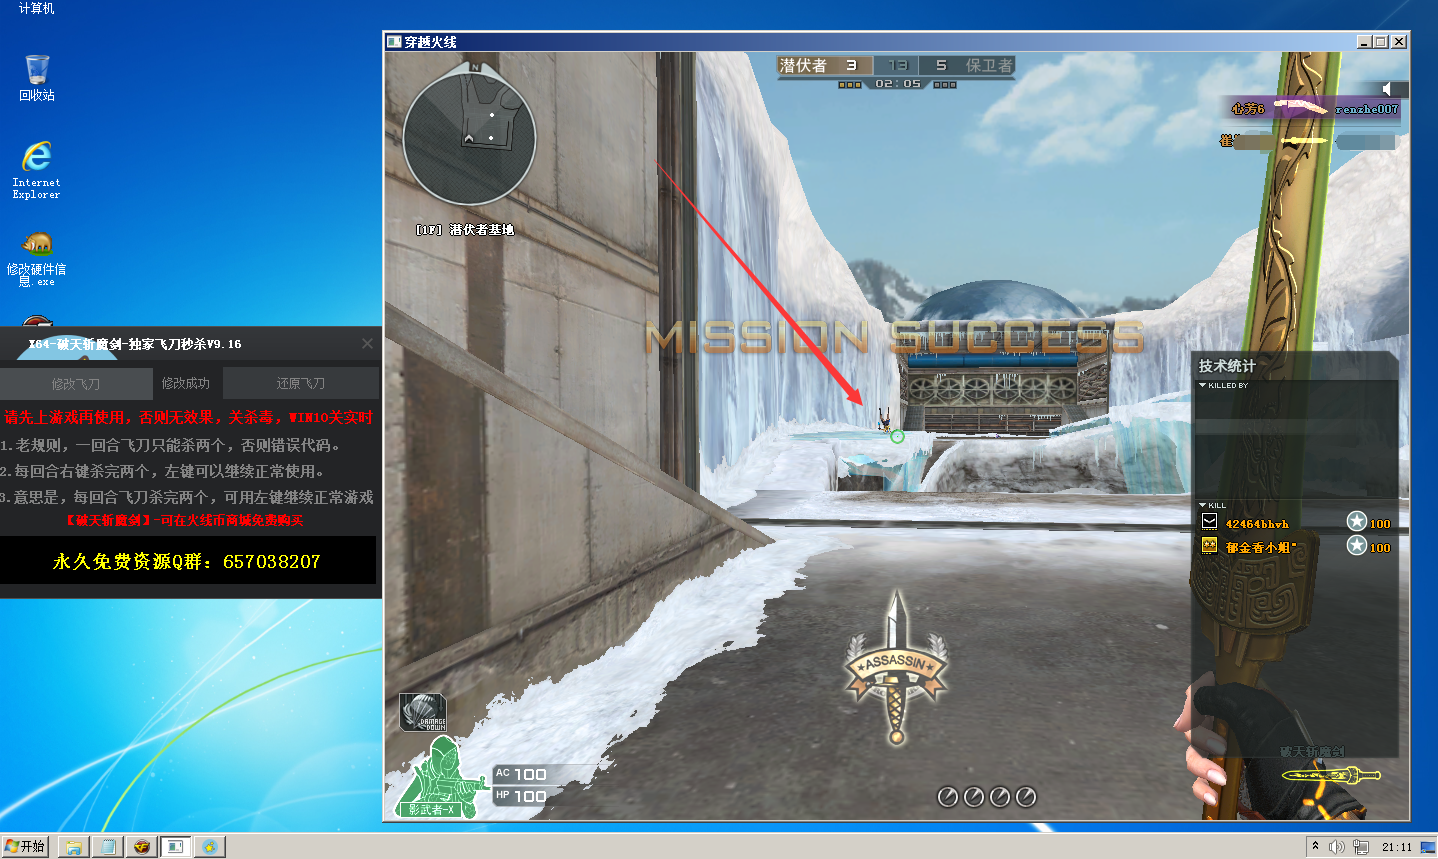 计算机
回收站
Internet
Explorer
修改硬件信
息.exe
X64-破天斩魔剑-独家飞刀秒杀V9.16
修改飞刀 修改成功 还原飞刀
请先上游戏再使用，否则无效果，关杀毒，WIN10关实时
1.老规则，一回合飞刀只能杀两个，否则错误代码。
2.每回合右键杀完两个，左键可以继续正常使用。
3.意思是，每回合飞刀杀完两个，可用左键继续正常游戏
【破天斩魔剑】-可在火线币商城免费购买
永久免费资源Q群：657038207
穿越火线
潜伏者 3 13 5 保卫者
02:05
N
心芳6 renzhe007
崔
[1F] 潜伏者基地
MISSION SUCCESS
技术统计
KILLED BY
KILL
42464bhvh 100
郁金香小姐" 100
ASSASSIN
DAMAGE
DOWN
AC 100
HP 100
影武者-X
破天斩魔剑
开始
21:11